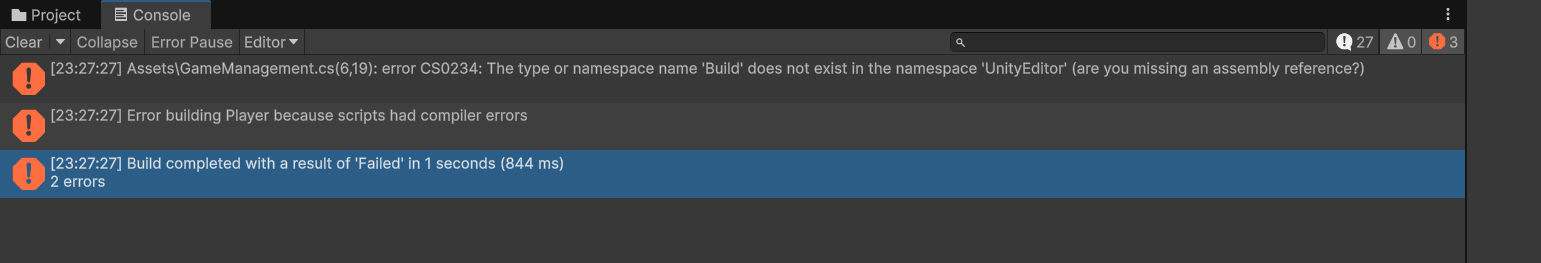 Project Console
Clear Collapse Error Pause Editor 27 0 3
[23:27:27] Assets\GameManagement.cs(6,19): error CS0234: The type or namespace name 'Build' does not exist in the namespace 'UnityEditor' (are you missing an assembly reference?)
[23:27:27] Error building Player because scripts had compiler errors
[23:27:27] Build completed with a result of 'Failed' in 1 seconds (844 ms)
2 errors